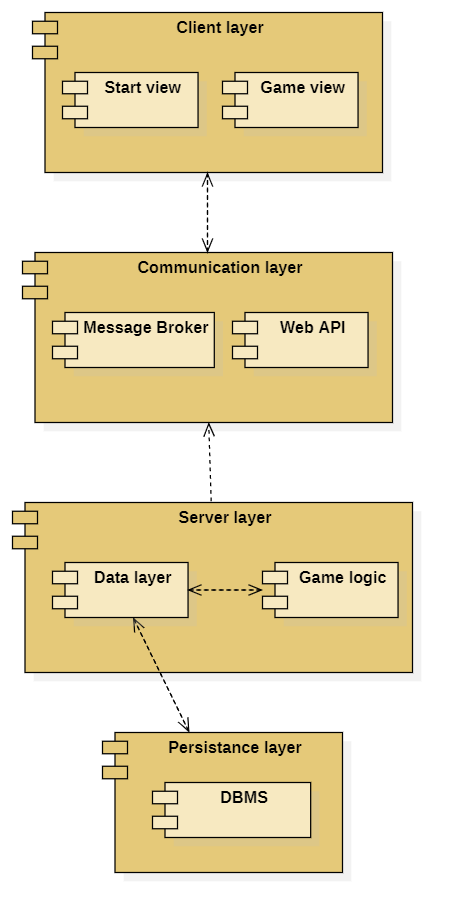 Client layer
Start view
Game view
Communication layer
Message Broker
Web API
Server layer
Data layer
Game logic
Persistance layer
DBMS